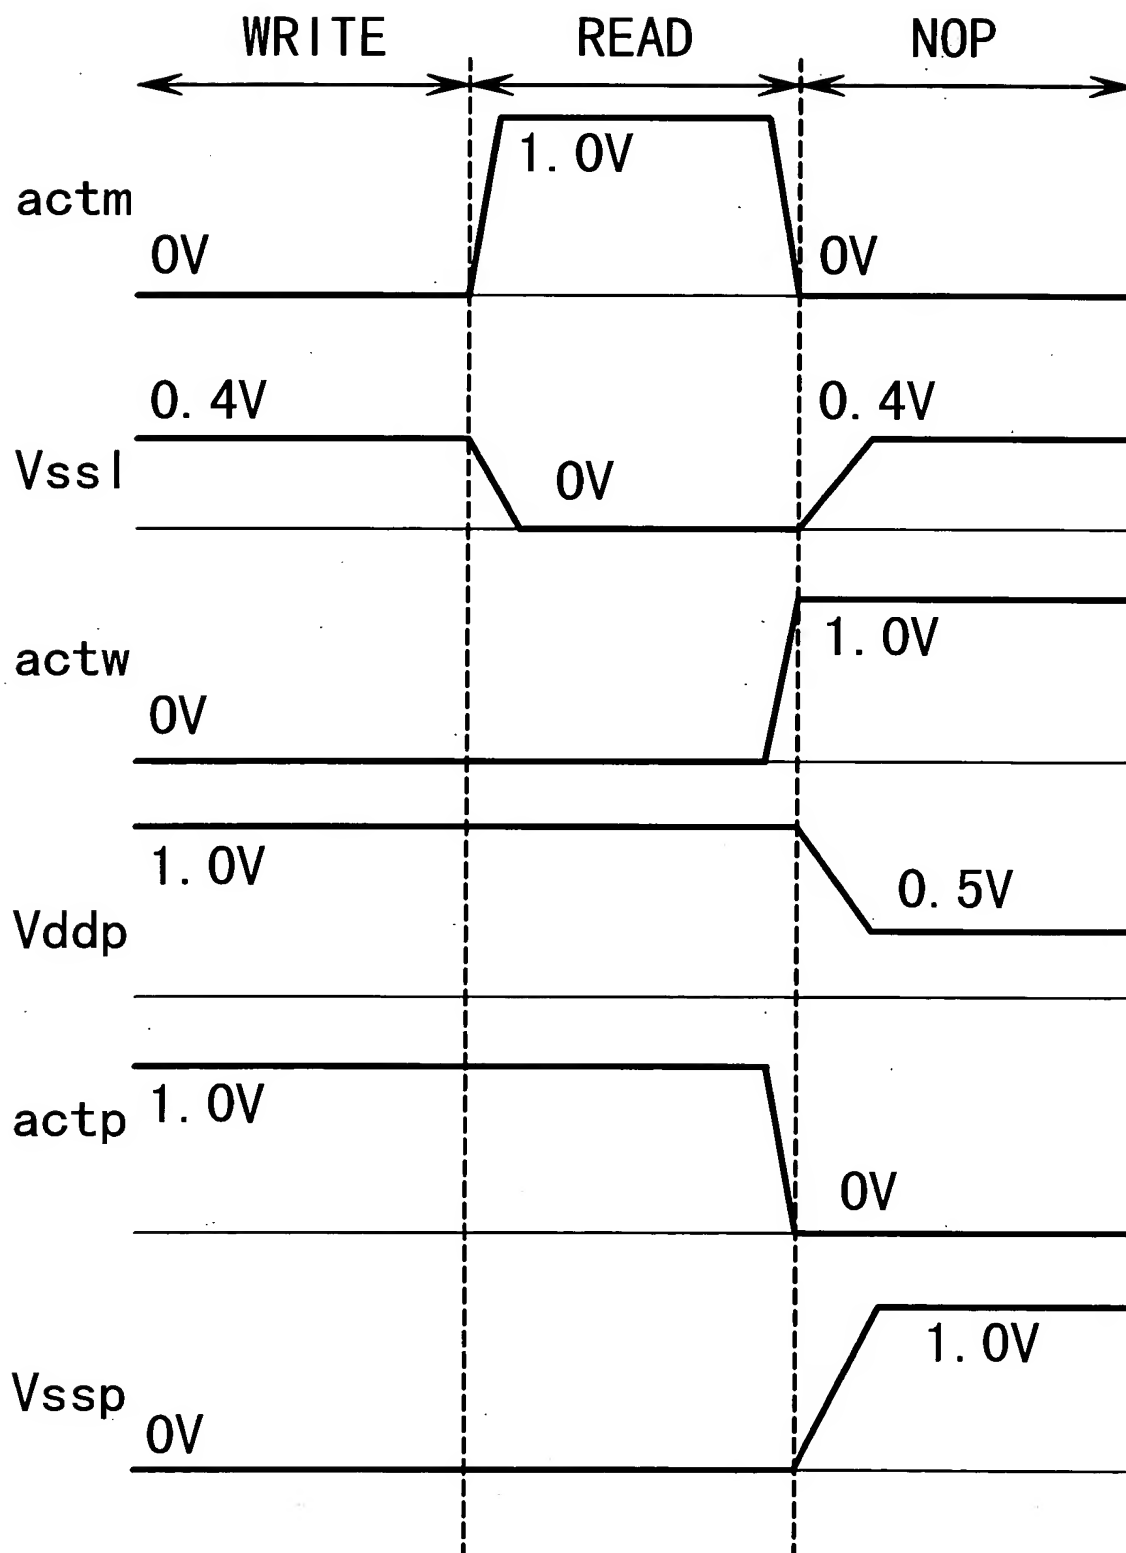 WRITE READ NOP
1.0V
actm
0V 0V
0.4V 0.4V
Vssl
0V
actw
1.0V
0V
1.0V
0.5V
Vddp
1.0V
actp
0V
1.0V
Vssp
0V